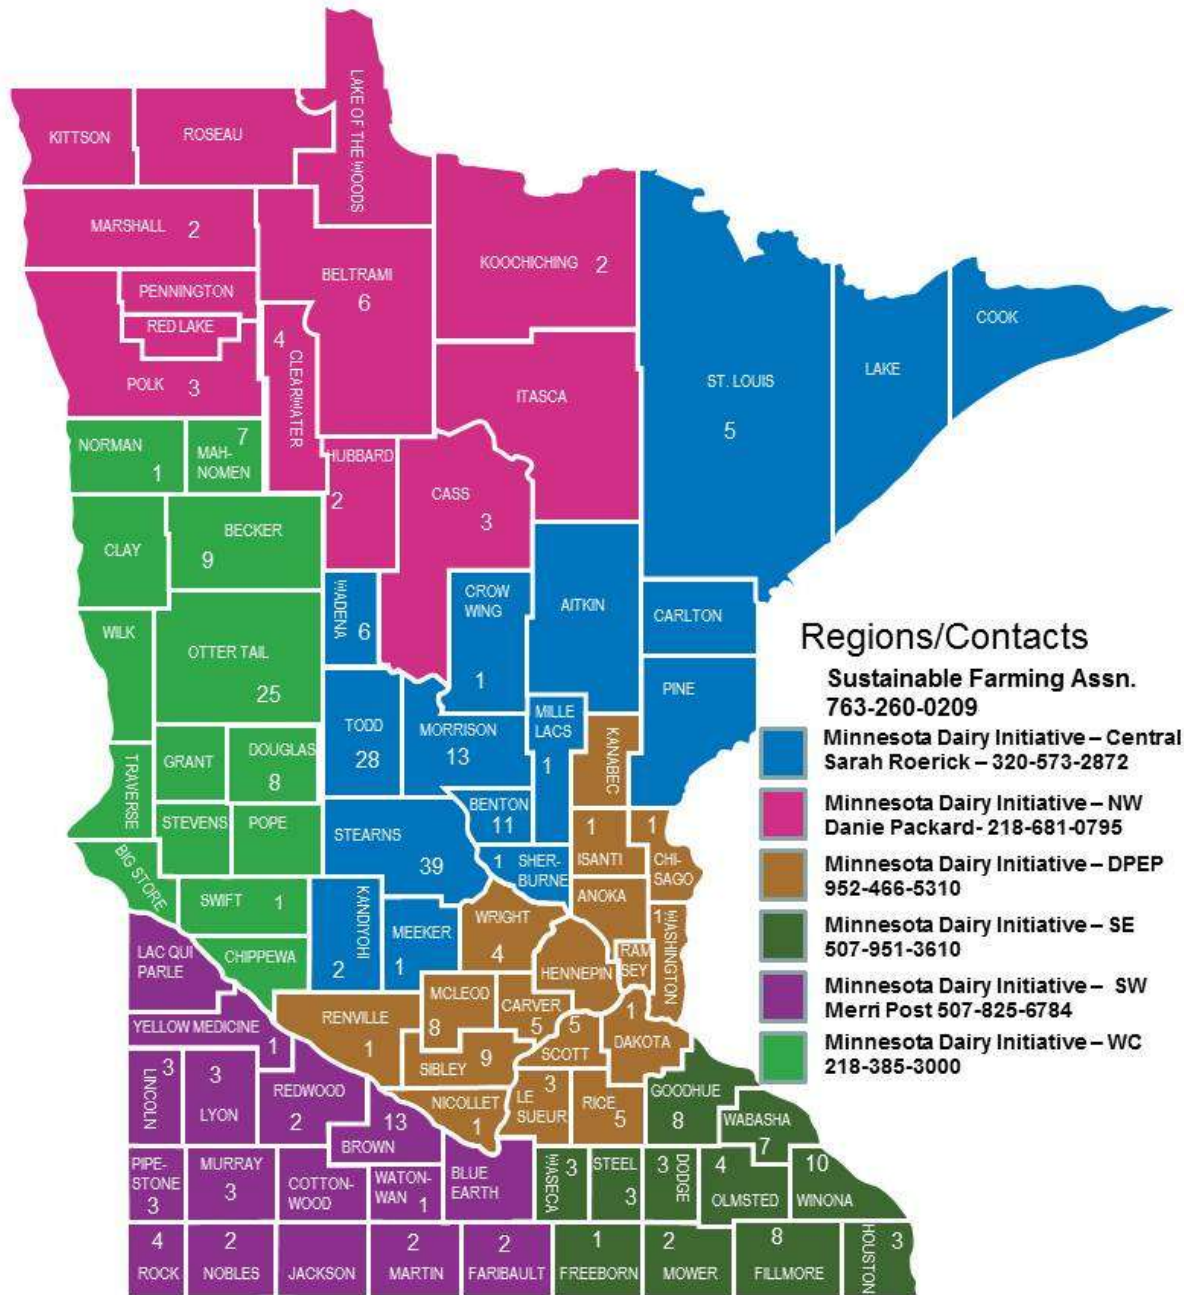 LAKE OF THE WOODS
KITTSON
ROSEAU
MARSHALL 2
KOOCHICHING 2
BELTRAMI
6
PENNINGTON
RED LAKE
4
CLEARWATER
POLK 3
COOK
LAKE
ST. LOUIS
5
ITASCA
NORMAN
1
7
MAH-
NOMEN
HUBBARD
2
CASS
3
CLAY
BECKER
9
WADENA
6
CROW
WING
1
AITKIN
CARLTON
WILK
OTTER TAIL
25
PINE
TODD
28
MORRISON
13
MILLE
LACS
1
KANABEC
TRAVERSE
GRANT
DOUGLAS
8
STEVENS
POPE
BENTON
11
STEARNS
39
1
SHER-
BURNE
1
ISANTI
1
CHI-
SAGO
BIG STORE
SWIFT 1
KANDIYOHI
2
MEEKER
1
WRIGHT
4
ANOKA
1
WASHINGTON
RAM
SEY
HENNEPIN
LAC QUI
PARLE
CHIPPEWA
MCLEOD
8
CARVER
5
5
SCOTT
1
DAKOTA
RENVILLE
1
YELLOW MEDICINE
1
SIBLEY 9
LINCOLN
3
3
LYON
REDWOOD
2
NICOLLET
1
3
LE
SUEUR
RICE
5
GOODHUE
8
WABASHA
7
13
BROWN
PIPE-
STONE
3
MURRAY
3
COTTON-
WOOD
WATON-
WAN 1
BLUE
EARTH
WASECA
3
STEEL
3
3
DODGE
4
OLMSTED
10
WINONA
4
ROCK
2
NOBLES
JACKSON
2
MARTIN
2
FARIBAULT
1
FREEBORN
2
MOWER
8
FILLMORE
HOUSTON
3
Regions/Contacts
Sustainable Farming Assn.
763-260-0209
Minnesota Dairy Initiative – Central
Sarah Roerick – 320-573-2872
Minnesota Dairy Initiative – NW
Danie Packard- 218-681-0795
Minnesota Dairy Initiative – DPEP
952-466-5310
Minnesota Dairy Initiative – SE
507-951-3610
Minnesota Dairy Initiative – SW
Merri Post 507-825-6784
Minnesota Dairy Initiative – WC
218-385-3000